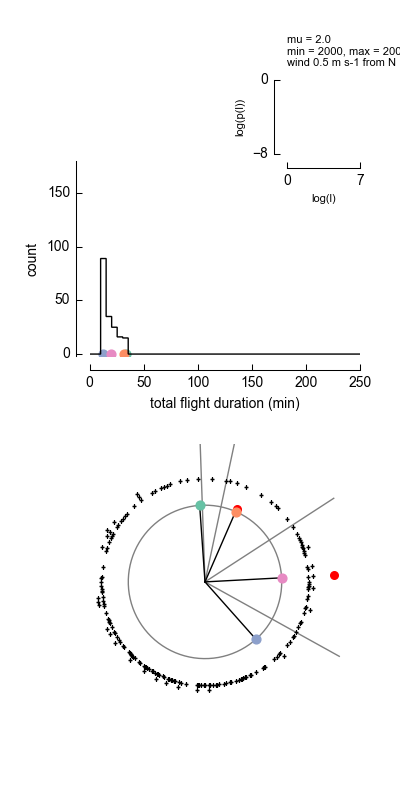 mu = 2.0
min = 2000, max = 200
wind 0.5 m s-1 from N
0
log(p(l))
−8
0 7
log(l)
150
100
50
0
count
0 50 100 150 200 250
total flight duration (min)